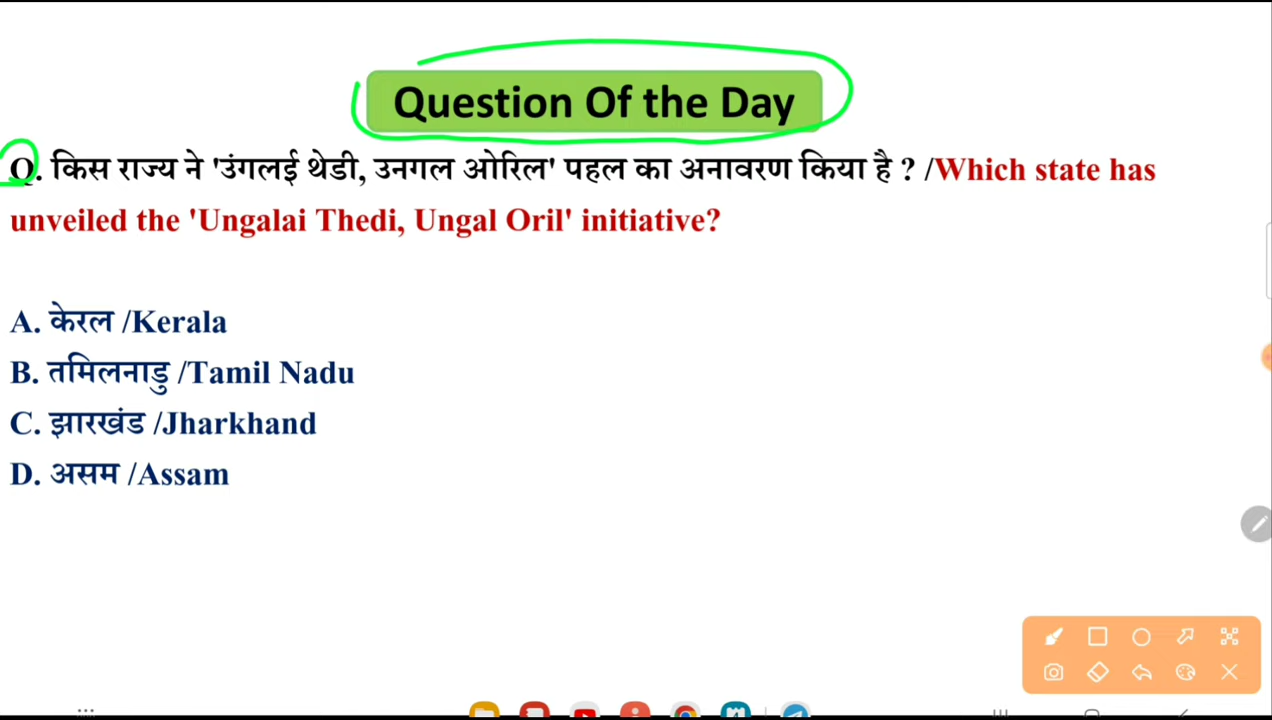 Question Of the Day
Q. किस राज्य ने 'उंगलई थेडी, उनगल ओरिल' पहल का अनावरण किया है ? /Which state has
unveiled the 'Ungalai Thedi, Ungal Oril' initiative?
A. केरल /Kerala
B. तमिलनाडु /Tamil Nadu
C. झारखंड /Jharkhand
D. असम /Assam